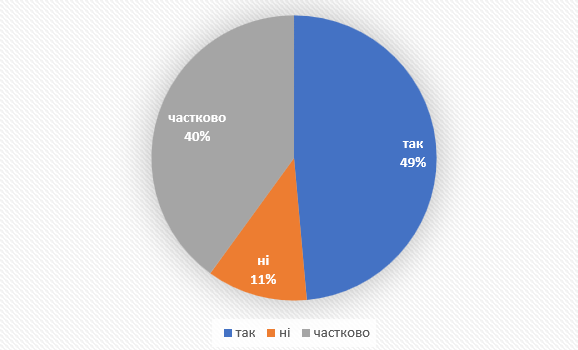 частково
40%
так
49%
ні
11%
так ні частково